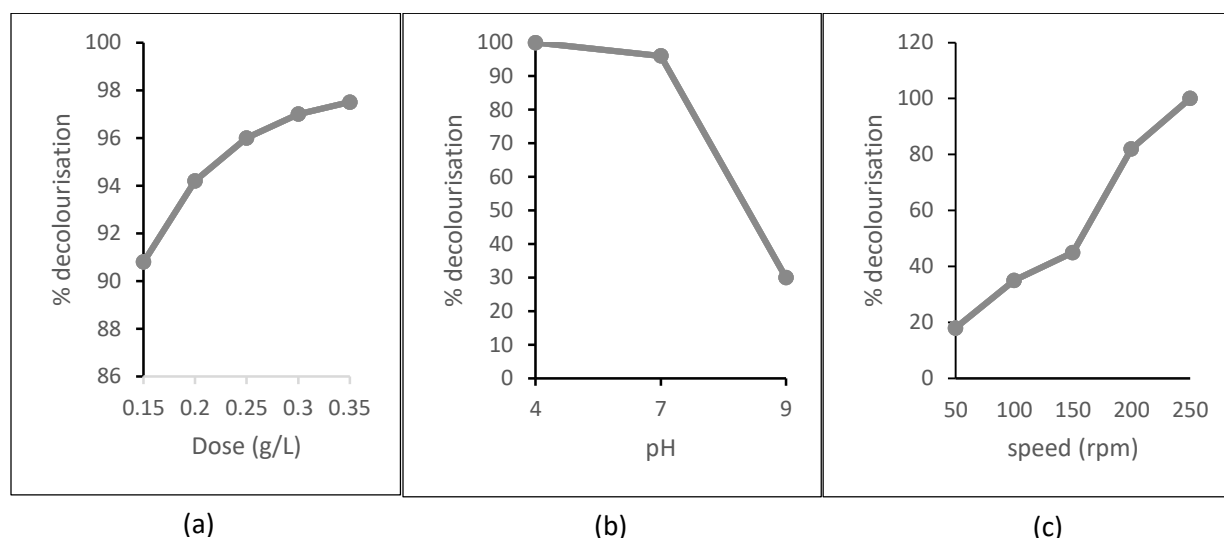 % decolourisation
100
98
96
94
92
90
88
86
0.15 0.2 0.25 0.3 0.35
Dose (g/L)
(a)
% decolourisation
100
90
80
70
60
50
40
30
20
10
0
4 7 9
pH
(b)
% decolourisation
120
100
80
60
40
20
0
50 100 150 200 250
speed (rpm)
(c)